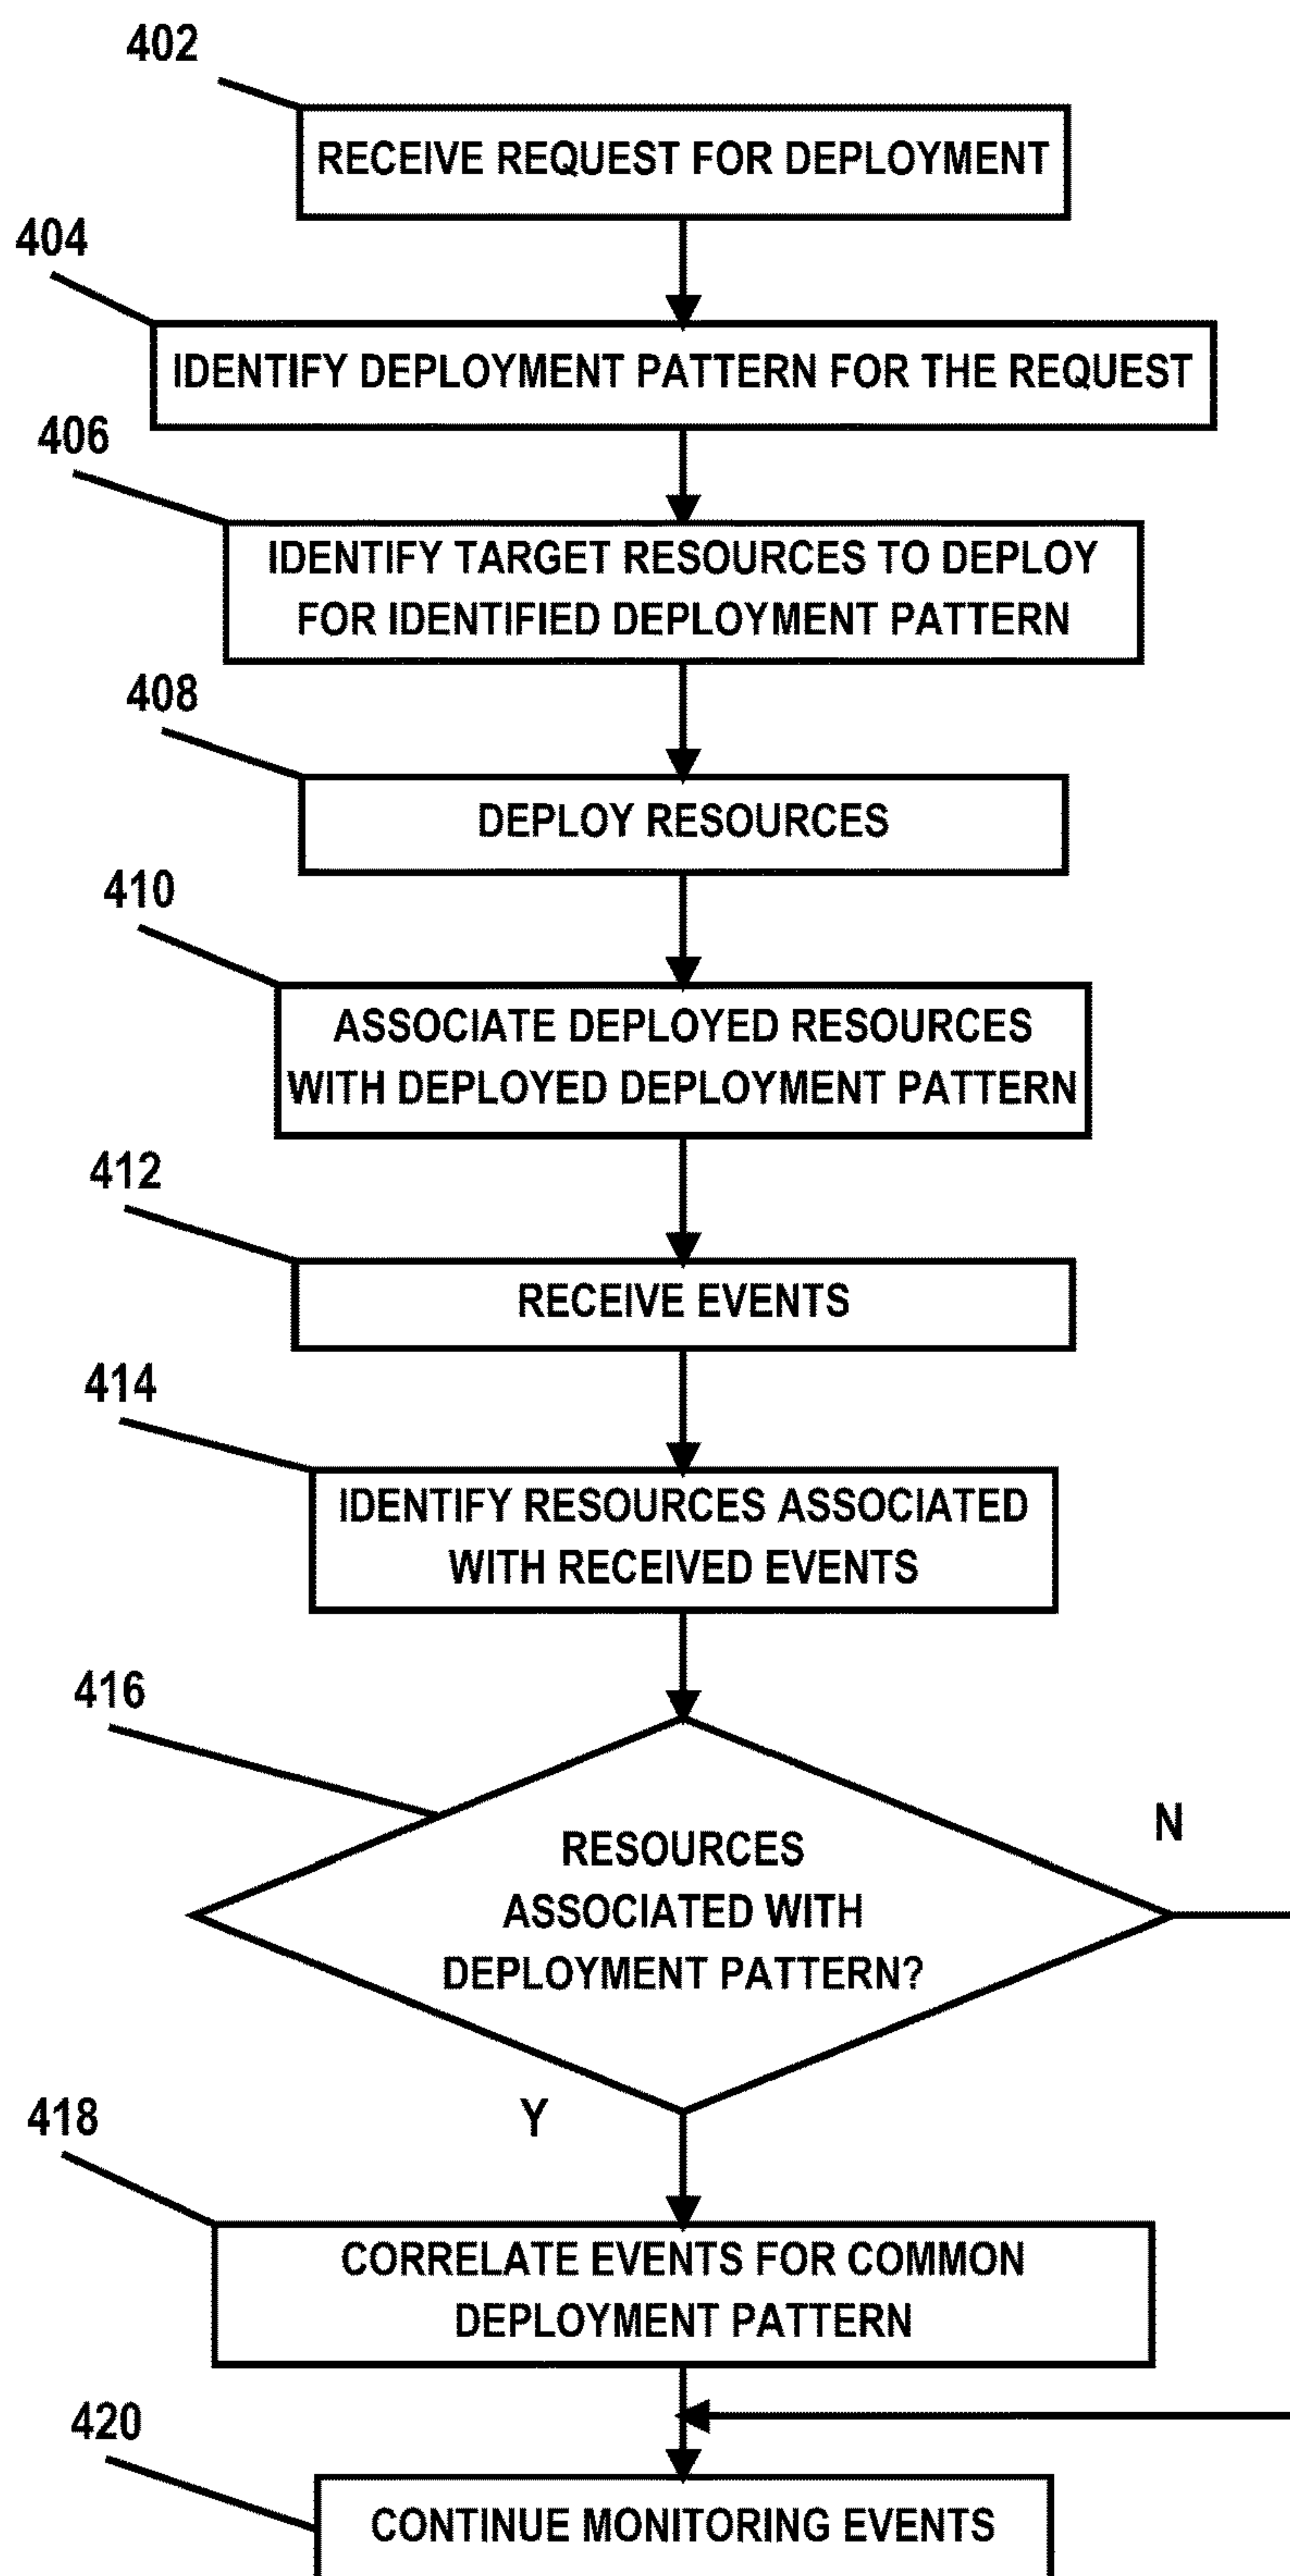 402
RECEIVE REQUEST FOR DEPLOYMENT
404
IDENTIFY DEPLOYMENT PATTERN FOR THE REQUEST
406
IDENTIFY TARGET RESOURCES TO DEPLOY
FOR IDENTIFIED DEPLOYMENT PATTERN
408
DEPLOY RESOURCES
410
ASSOCIATE DEPLOYED RESOURCES
WITH DEPLOYED DEPLOYMENT PATTERN
412
RECEIVE EVENTS
414
IDENTIFY RESOURCES ASSOCIATED
WITH RECEIVED EVENTS
416
RESOURCES
ASSOCIATED WITH
DEPLOYMENT PATTERN?
N
Y
418
CORRELATE EVENTS FOR COMMON
DEPLOYMENT PATTERN
420
CONTINUE MONITORING EVENTS